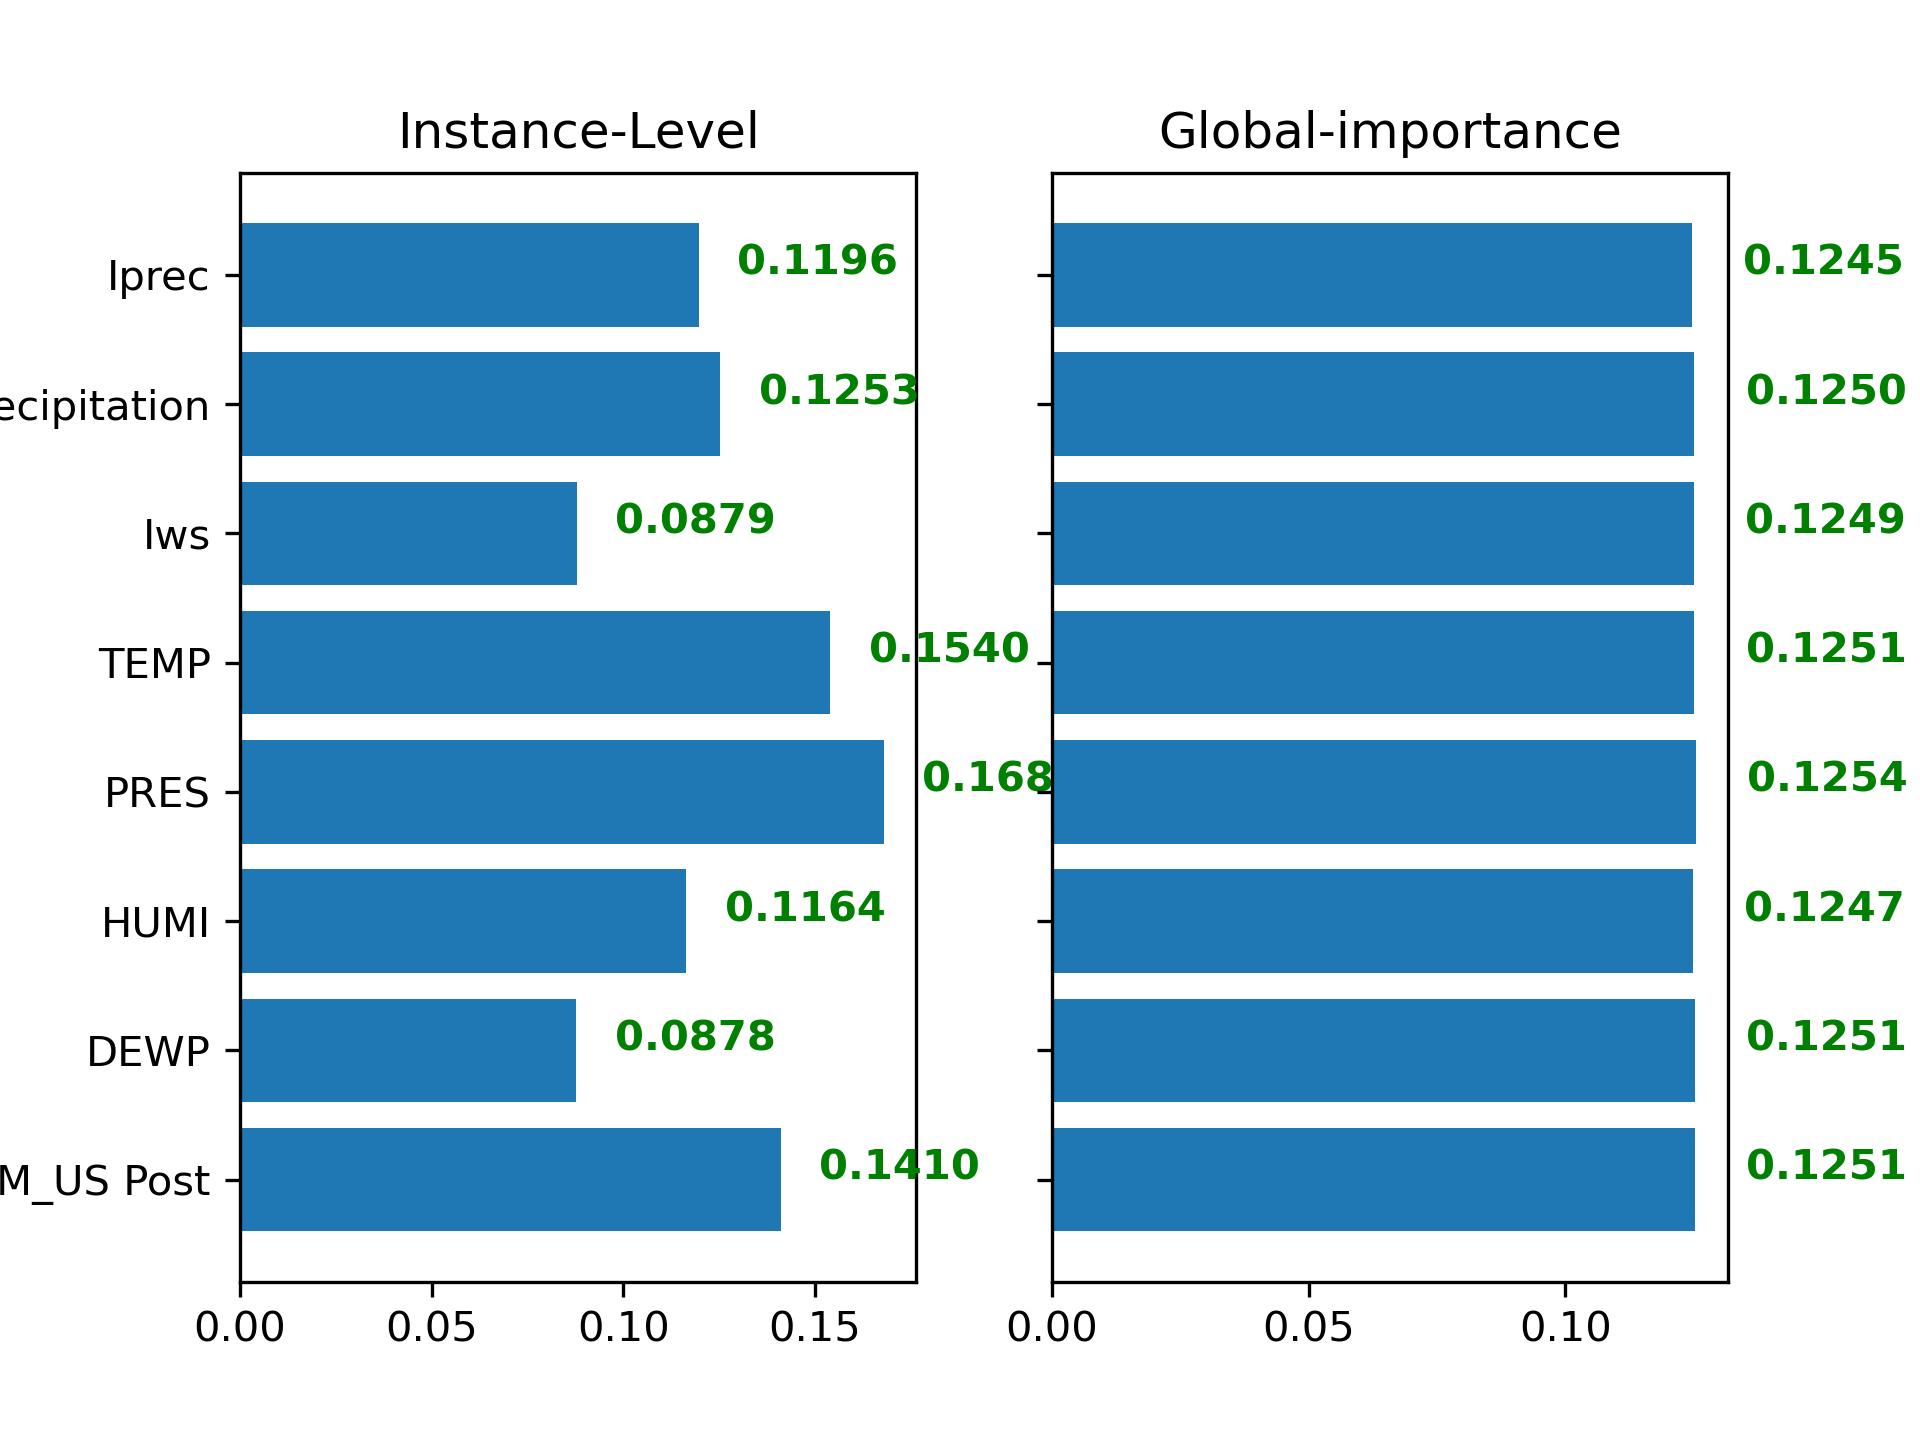 Instance-Level
Iprec
ecipitation
Iws
TEMP
PRES
HUMI
DEWP
M_US Post
0.1196
0.1253
0.0879
0.1540
0.168
0.1164
0.0878
0.1410
0.00 0.05 0.10 0.15
Global-importance
0.1245
0.1250
0.1249
0.1251
0.1254
0.1247
0.1251
0.1251
0.00 0.05 0.10